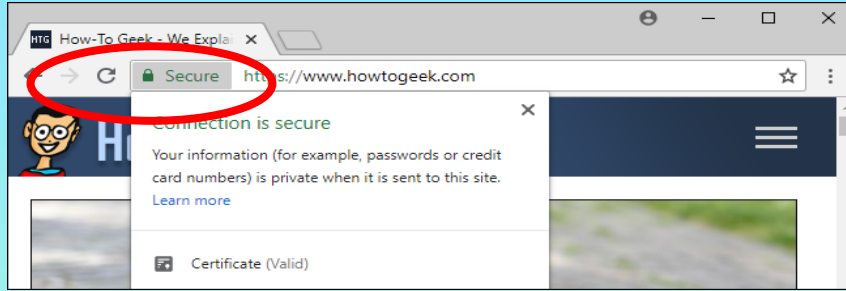 HTG How-To Geek - We Explai
Secure https://www.howtogeek.com
Connection is secure
Your information (for example, passwords or credit
card numbers) is private when it is sent to this site.
Learn more
Certificate (Valid)